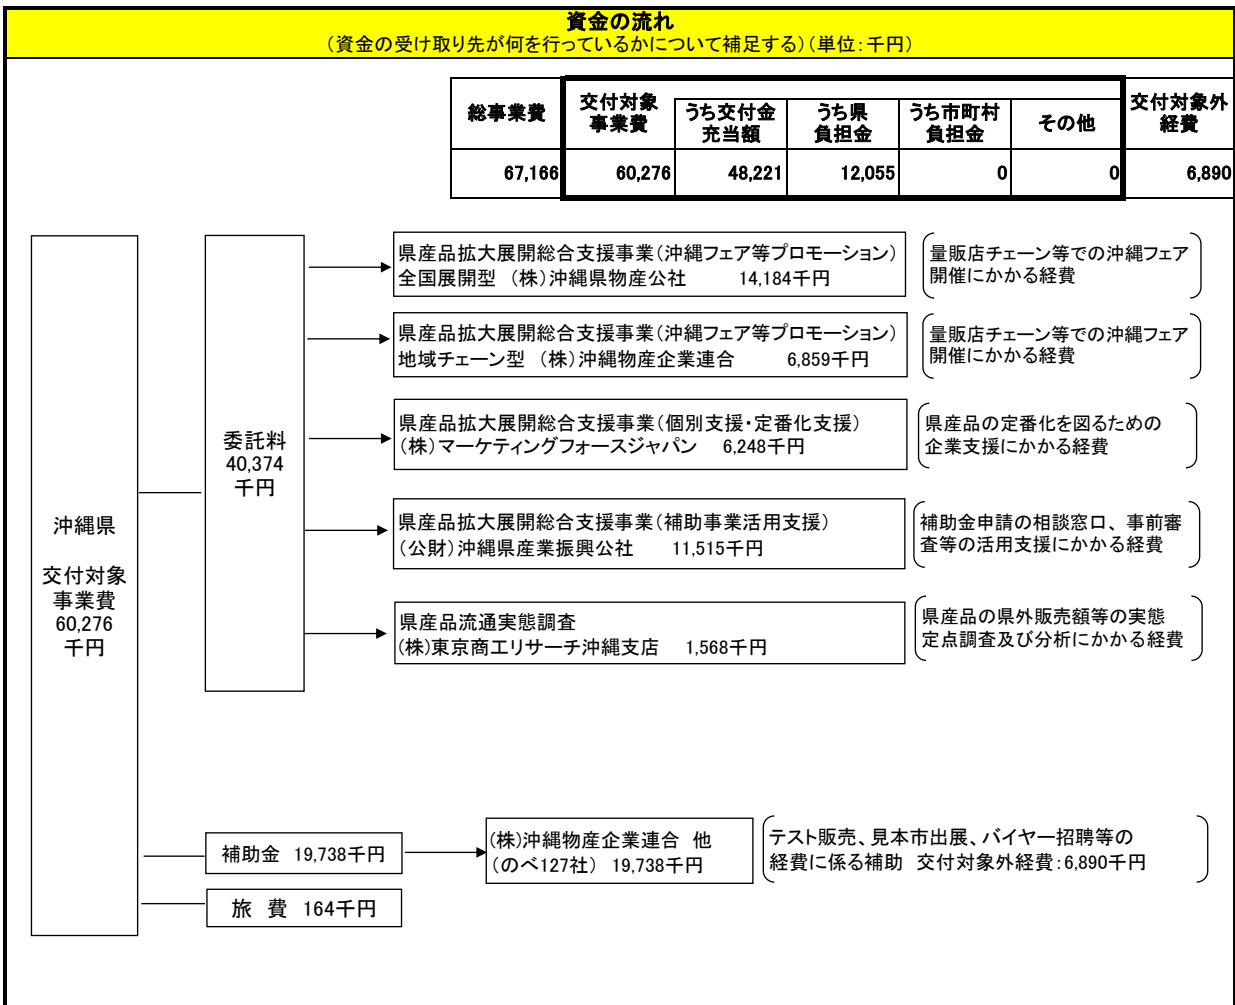 資金の流れ
(資金の受け取り先が何を行っているかについて補足する)(単位:千円)
総事業費
交付対象
事業費
うち交付金
充当額
うち県
負担金
うち市町村
負担金
その他
交付対象外
経費
67,166 60,276 48,221 12,055 0 0 6,890
沖縄県
交付対象
事業費
60,276
千円
委託料
40,374
千円
県産品拡大展開総合支援事業(沖縄フェア等プロモーション)
全国展開型 (株)沖縄県物産公社 14,184千円
量販店チェーン等での沖縄フェア
開催にかかる経費
県産品拡大展開総合支援事業(沖縄フェア等プロモーション)
地域チェーン型 (株)沖縄物産企業連合 6,859千円
量販店チェーン等での沖縄フェア
開催にかかる経費
県産品拡大展開総合支援事業(個別支援・定番化支援)
(株)マーケティングフォースジャパン 6,248千円
県産品の定番化を図るための
企業支援にかかる経費
県産品拡大展開総合支援事業(補助事業活用支援)
(公財)沖縄県産業振興公社 11,515千円
補助金申請の相談窓口、事前審
査等の活用支援にかかる経費
県産品流通実態調査
(株)東京商工リサーチ沖縄支店 1,568千円
県産品の県外販売額等の実態
定点調査及び分析にかかる経費
補助金 19,738千円
(株)沖縄物産企業連合 他
(のべ127社) 19,738千円
テスト販売、見本市出展、バイヤー招聘等の
経費に係る補助 交付対象外経費:6,890千円
旅 費 164千円